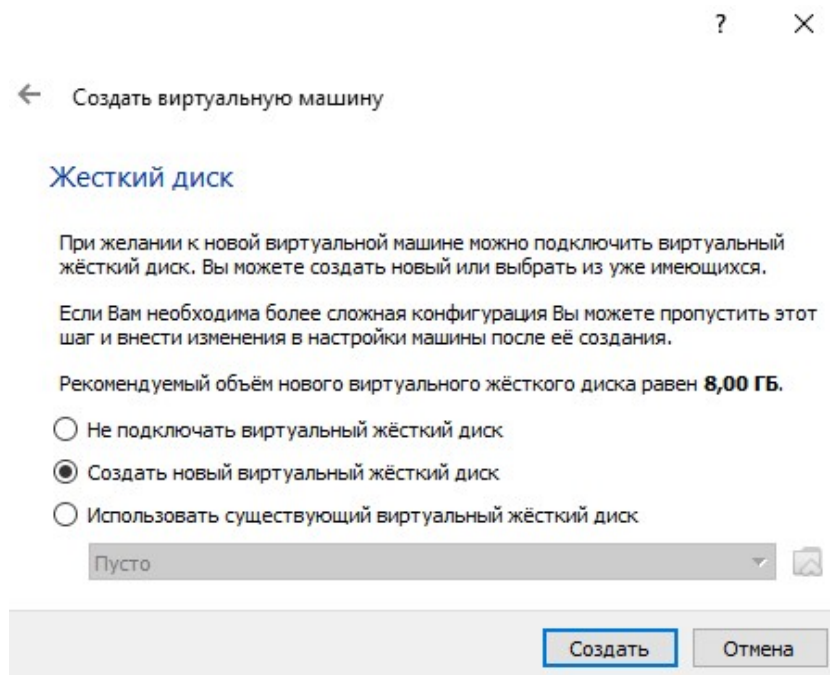 ?
Создать виртуальную машину
Жесткий диск
При желании к новой виртуальной машине можно подключить виртуальный
жёсткий диск. Вы можете создать новый или выбрать из уже имеющихся.
Если Вам необходима более сложная конфигурация Вы можете пропустить этот
шаг и внести изменения в настройки машины после её создания.
Рекомендуемый объём нового виртуального жёсткого диска равен 8,00 ГБ.
Не подключать виртуальный жёсткий диск
Создать новый виртуальный жёсткий диск
Использовать существующий виртуальный жёсткий диск
Пусто
Создать Отмена